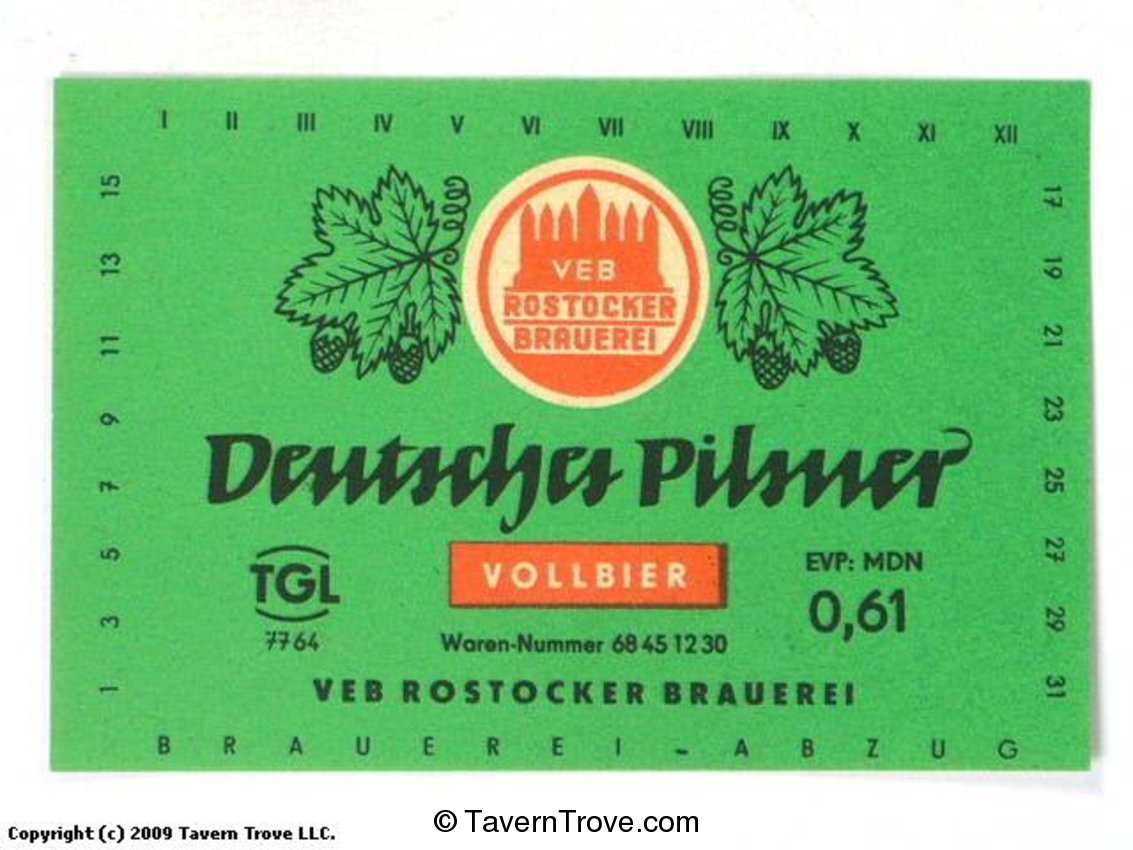 I II III IV V VI VII VIII IX X XI XII
15
13
11
9
7
5
3
1
17
19
21
23
25
27
29
31
VEB
ROSTOCKER
BRAUEREI
Deutsches Pilsner
TGL
7764
VOLLBIER
EVP: MDN
0,61
Waren-Nummer 68 45 12 30
VEB ROSTOCKER BRAUEREI
BRAUEREI-ABZUG
Copyright (c) 2009 Tavern Trove LLC.
© TavernTrove.com